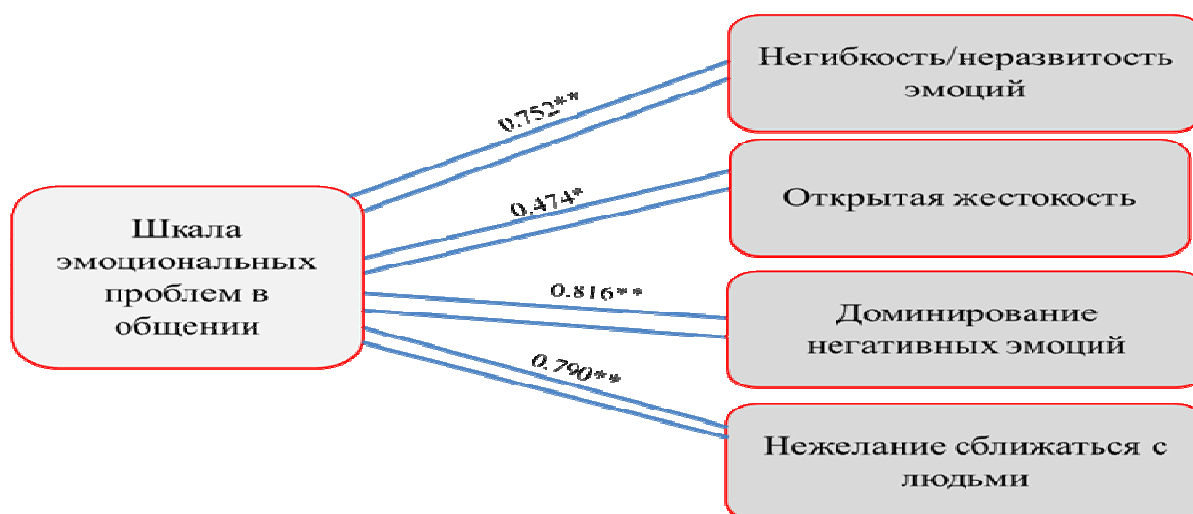 Шкала
эмоциональных
проблем в
общении
0.752**
Негибкость/неразвитость
эмоций
0.474*
Открытая жестокость
0.816**
Доминирование
негативных эмоций
0.790**
Нежелание сближаться с
людьми